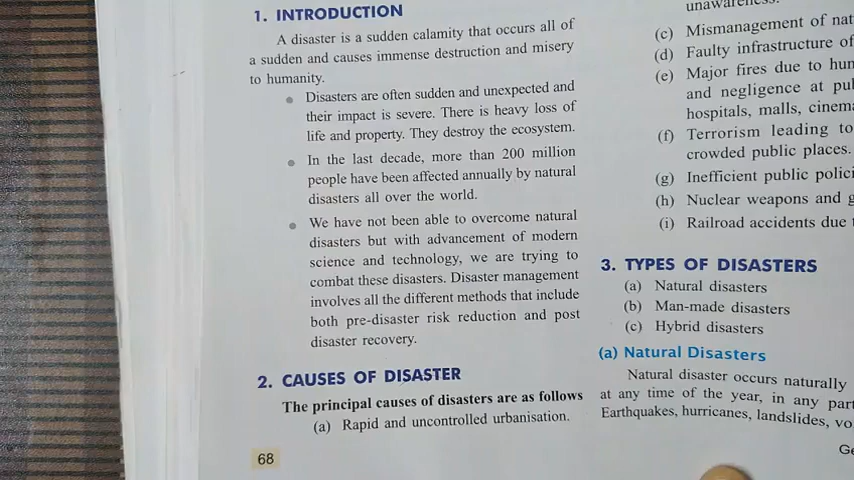 1. INTRODUCTION
A disaster is a sudden calamity that occurs all of
a sudden and causes immense destruction and misery
to humanity.
• Disasters are often sudden and unexpected and
their impact is severe. There is heavy loss of
life and property. They destroy the ecosystem.
• In the last decade, more than 200 million
people have been affected annually by natural
disasters all over the world.
• We have not been able to overcome natural
disasters but with advancement of modern
science and technology, we are trying to
combat these disasters. Disaster management
involves all the different methods that include
both pre-disaster risk reduction and post
disaster recovery.
2. CAUSES OF DISASTER
The principal causes of disasters are as follows
(a) Rapid and uncontrolled urbanisation.
68
(c) Mismanagement of
(d) Faulty infrastructure of
(e) Major fires due to
and negligence at
hospitals, malls,
(f) Terrorism leading to
crowded public places.
(g) Inefficient public
(h) Nuclear weapons and
(i) Railroad accidents due
3. TYPES OF DISASTERS
(a) Natural disasters
(b) Man-made disasters
(c) Hybrid disasters
(a) Natural Disasters
Natural disaster occurs naturally
at any time of the year, in any
Earthquakes, hurricanes, landslides,